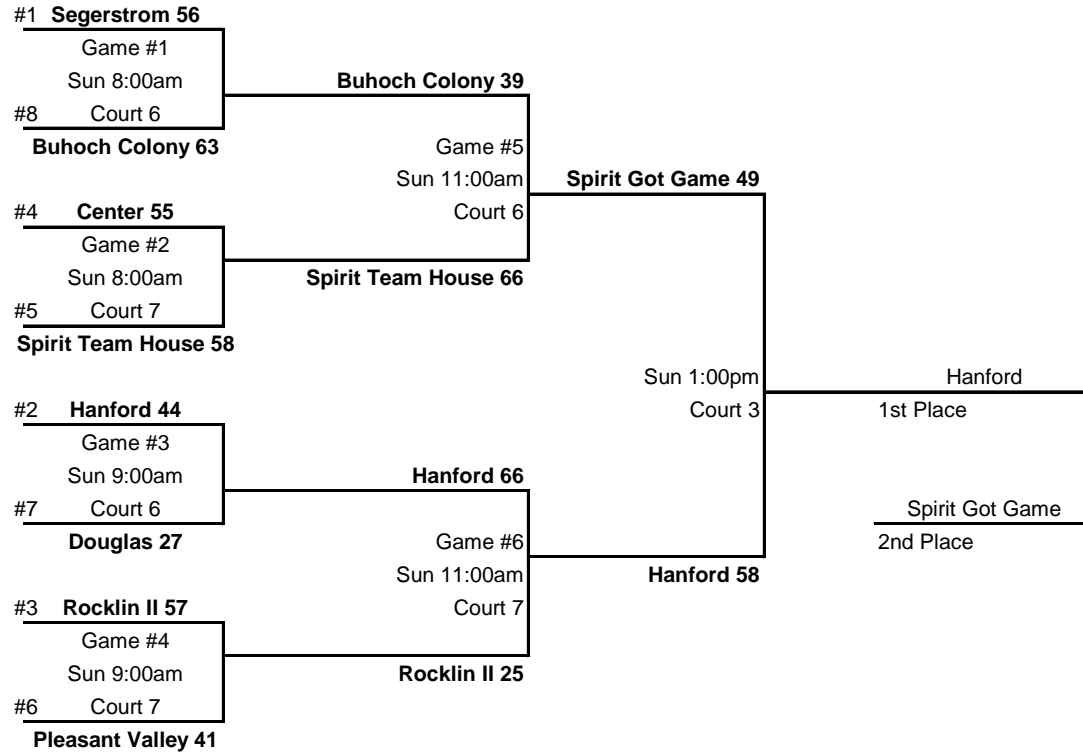 #1 Segerstrom 56
Game #1
Sun 8:00am
#8 Court 6
Buhoch Colony 63
#4 Center 55
Game #2
Sun 8:00am
#5 Court 7
Spirit Team House 58
#2 Hanford 44
Game #3
Sun 9:00am
#7 Court 6
Douglas 27
#3 Rocklin II 57
Game #4
Sun 9:00am
#6 Court 7
Pleasant Valley 41
Buhoch Colony 39
Game #5
Sun 11:00am
Court 6
Spirit Team House 66
Hanford 66
Game #6
Sun 11:00am
Court 7
Rocklin II 25
Spirit Got Game 49
Sun 1:00pm
Court 3
Hanford 58
Hanford
1st Place
Spirit Got Game
2nd Place